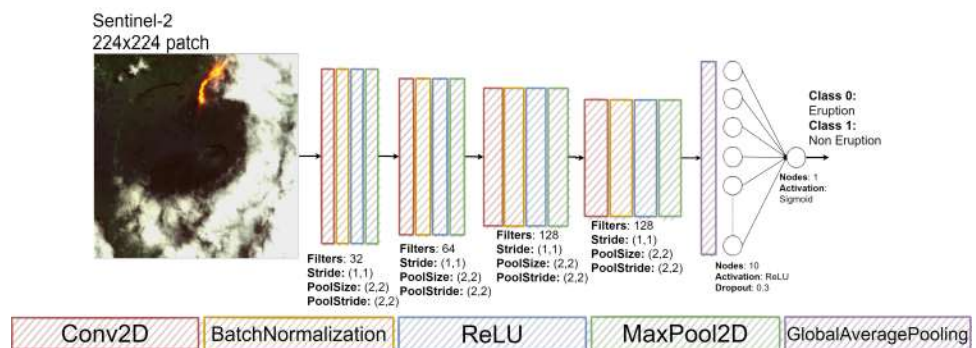 Sentinel-2
224x224 patch
Filters: 32
Stride: (1,1)
PoolSize: (2,2)
PoolStride: (2,2)
Filters: 64
Stride: (1,1)
PoolSize: (2,2)
PoolStride: (2,2)
Filters: 128
Stride: (1,1)
PoolSize: (2,2)
PoolStride: (2,2)
Filters: 128
Stride: (1,1)
PoolSize: (2,2)
PoolStride: (2,2)
Nodes: 10
Activation: ReLU
Dropout: 0.3
Nodes: 1
Activation:
Sigmoid
Class 0:
Eruption
Class 1:
Non Eruption
Conv2D
BatchNormalization
ReLU
MaxPool2D
GlobalAveragePooling